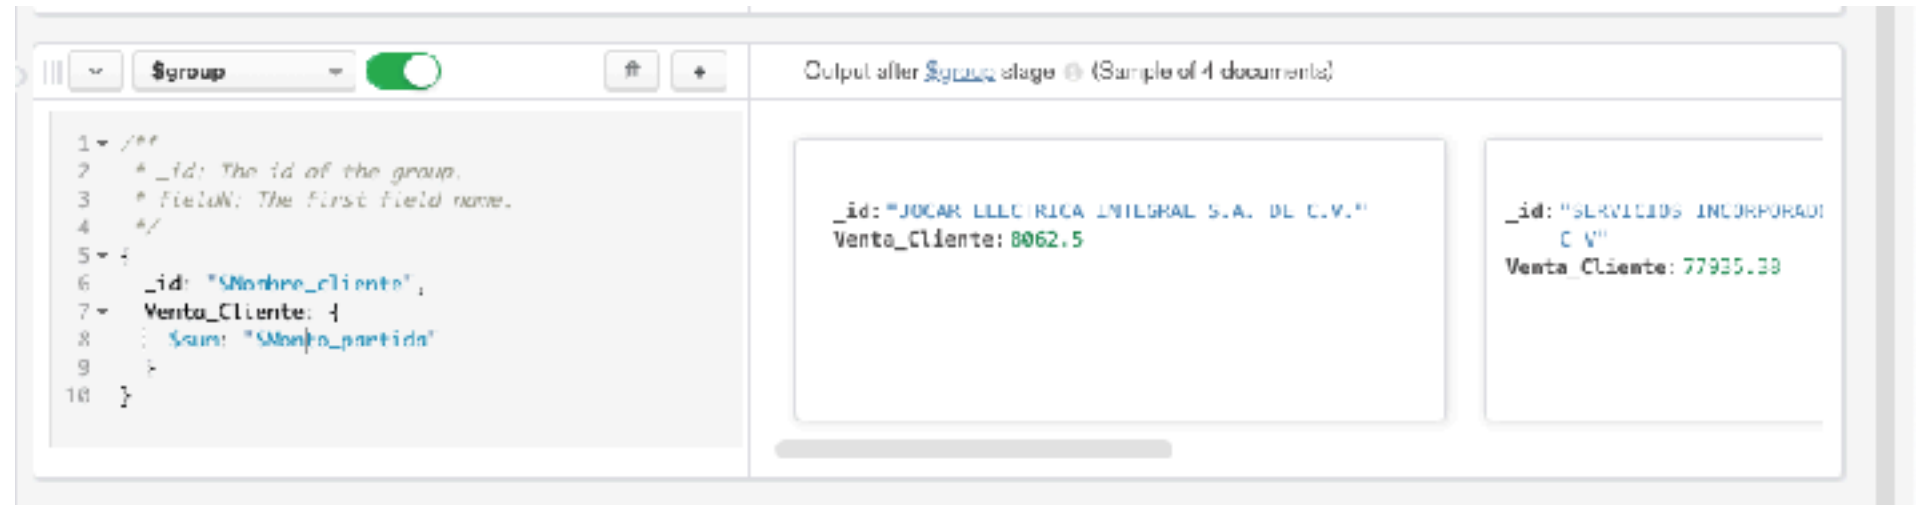 $group
Output after $group stage (Sample of 4 documents)
1 /**
2 * _id: The id of the group.
3 * fieldN: The first field name.
4 */
5 {
6 _id: "$Nombre_cliente",
7 Venta_Cliente: {
8 $sum: "$Monto_partida"
9 }
10 }
_id: "JOCAR ELECTRICA INTEGRAL S.A. DE C.V."
Venta_Cliente: 8062.5
_id: "SERVICIOS INCORPORAD
C V"
Venta_Cliente: 77935.38